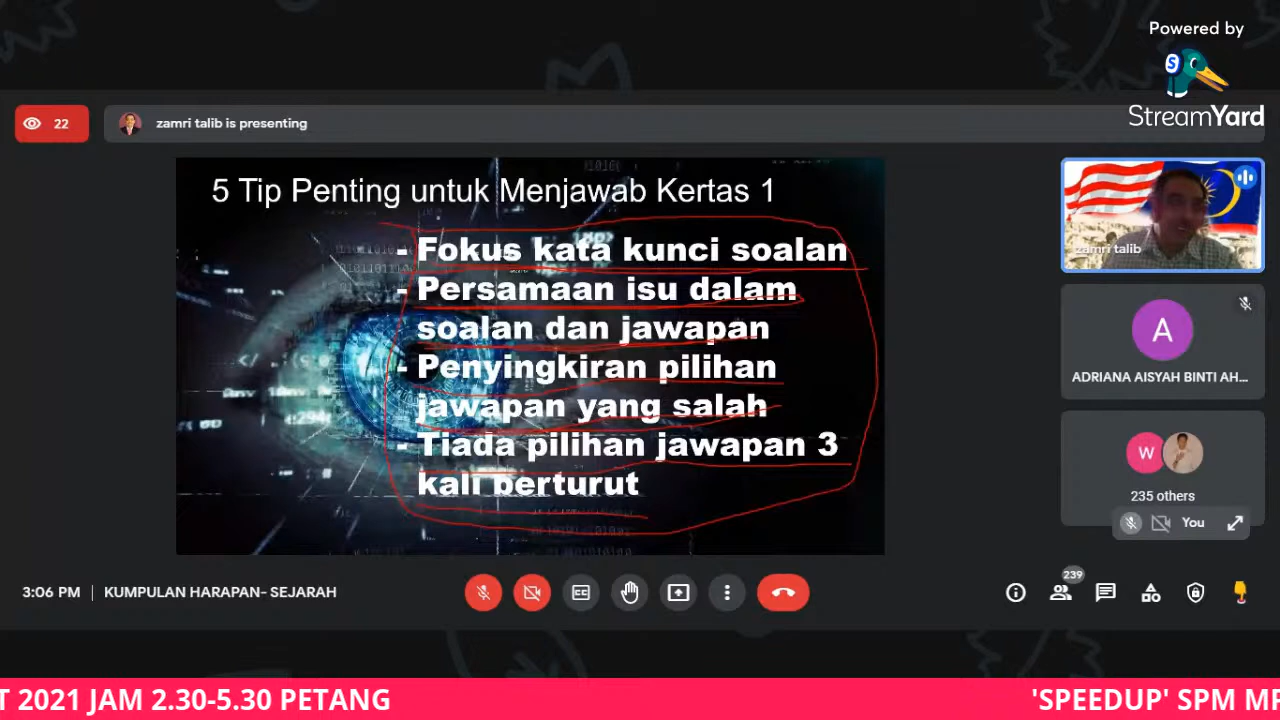 Powered by
StreamYard
22
zamri talib is presenting
5 Tip Penting untuk Menjawab Kertas 1
- Fokus kata kunci soalan
- Persamaan isu dalam
soalan dan jawapan
- Penyingkiran pilihan
jawapan yang salah
- Tiada pilihan jawapan 3
kali berturut
zamri talib
A
ADRIANA AISYAH BINTI AH...
W
235 others
You
3:06 PM | KUMPULAN HARAPAN- SEJARAH
239
T 2021 JAM 2.30-5.30 PETANG
'SPEEDUP' SPM MP